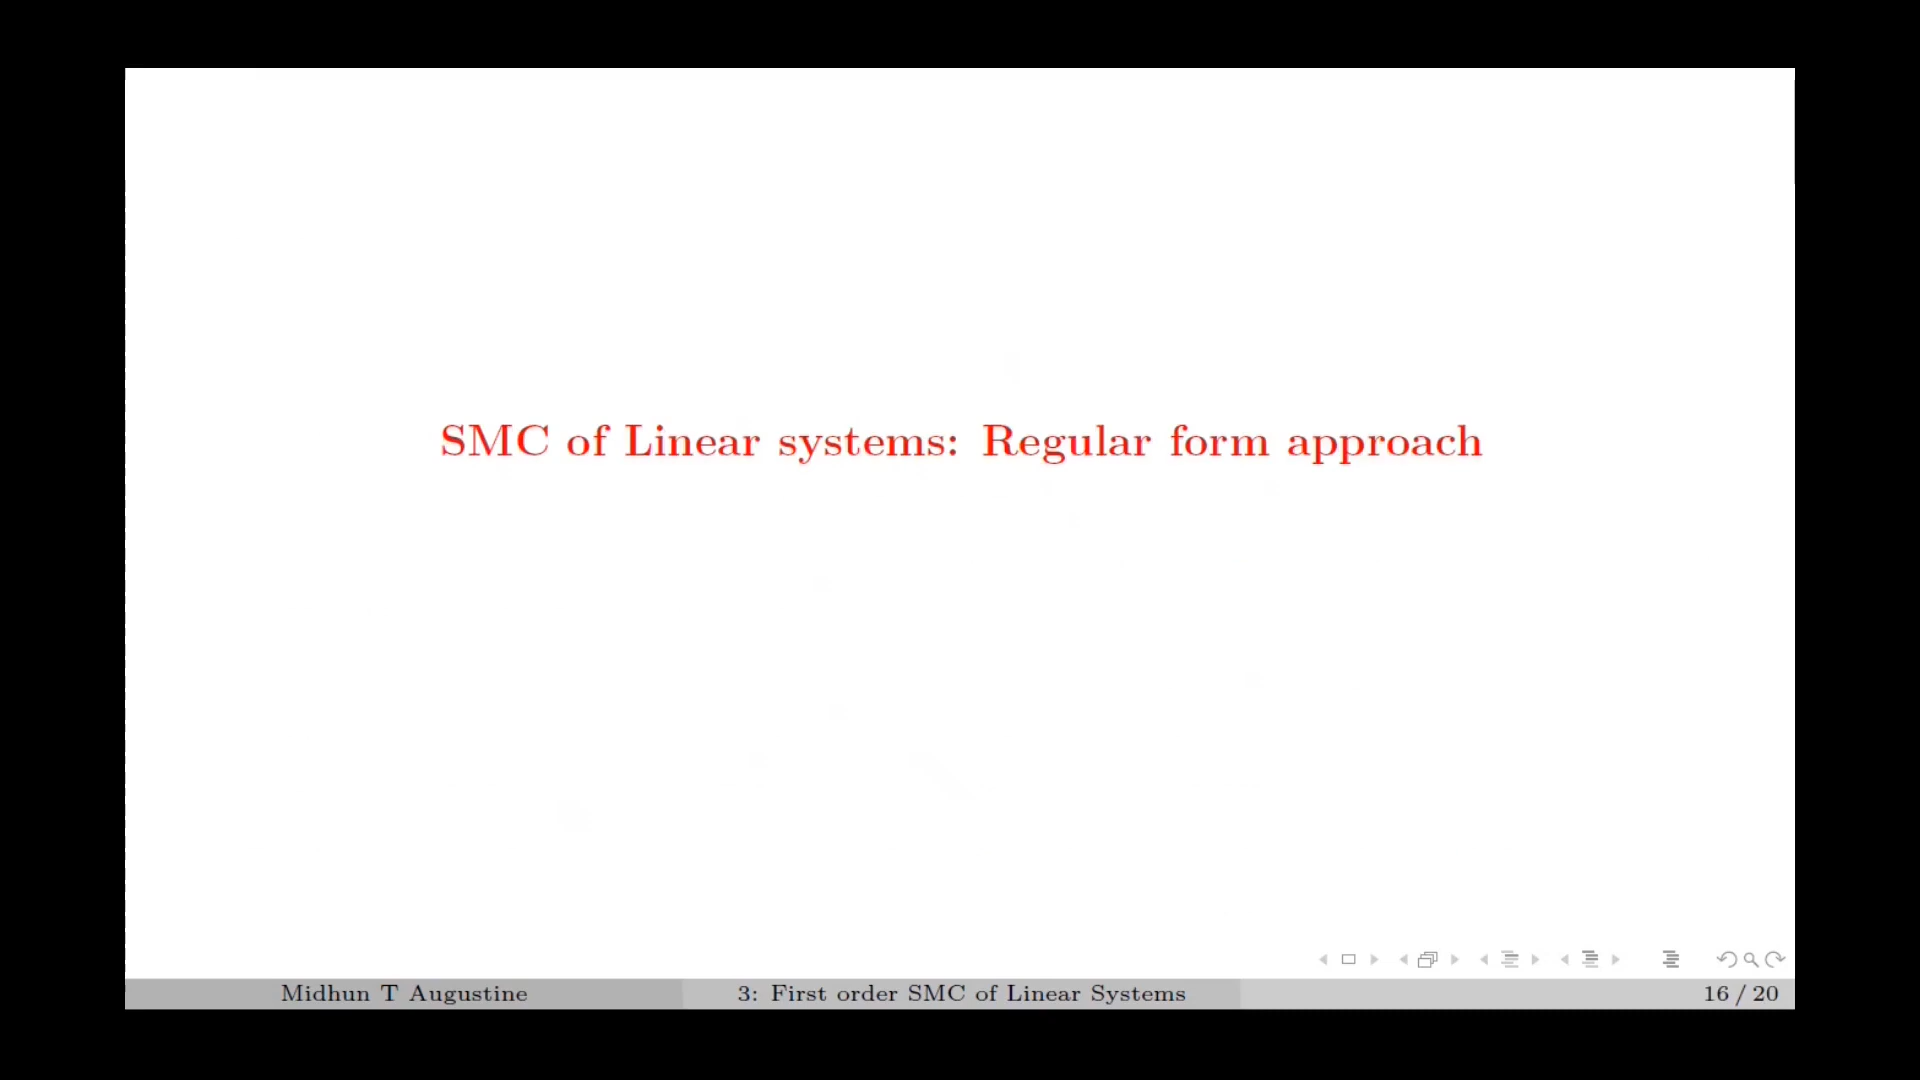 SMC of Linear systems: Regular form approach
Midhun T Augustine
3: First order SMC of Linear Systems
16 / 20